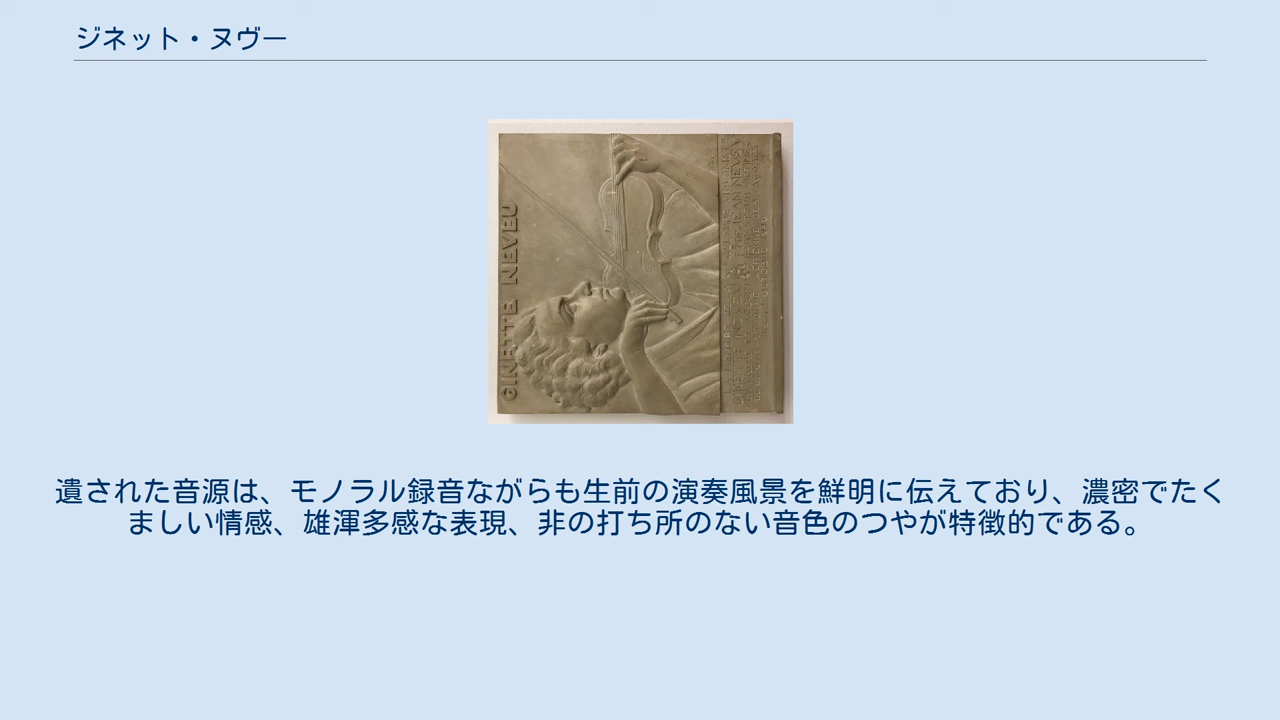 ジネット・ヌヴー
GINETTE NEVEU
遺された音源は、モノラル録音ながらも生前の演奏風景を鮮明に伝えており、濃密でたく
ましい情感、雄渾多感な表現、非の打ち所のない音色のつやが特徴的である。